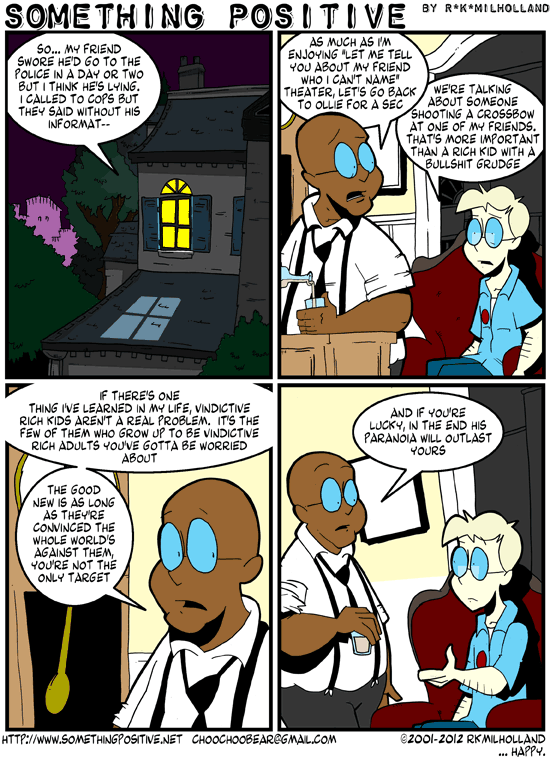 SOMETHING POSITIVE
BY R*K*MILHOLLAND
SO... MY FRIEND
SWORE HE'D GO TO THE
POLICE IN A DAY OR TWO
BUT I THINK HE'S LYING.
I CALLED TO COPS BUT
THEY SAID WITHOUT HIS
INFORMAT--
AS MUCH AS I'M
ENJOYING "LET ME TELL
YOU ABOUT MY FRIEND
WHO I CAN'T NAME"
THEATER, LET'S GO BACK
TO OLLIE FOR A SEC
WE'RE TALKING
ABOUT SOMEONE
SHOOTING A CROSSBOW
AT ONE OF MY FRIENDS.
THAT'S MORE IMPORTANT
THAN A RICH KID WITH A
BULLSHIT GRUDGE
IF THERE'S ONE
THING I'VE LEARNED IN MY LIFE, VINDICTIVE
RICH KIDS AREN'T A REAL PROBLEM. IT'S THE
FEW OF THEM WHO GROW UP TO BE VINDICTIVE
RICH ADULTS YOU'VE GOTTA BE WORRIED
ABOUT
THE GOOD
NEW IS AS LONG
AS THEY'RE
CONVINCED THE
WHOLE WORLD'S
AGAINST THEM,
YOU'RE NOT THE
ONLY TARGET
AND IF YOU'RE
LUCKY, IN THE END HIS
PARANOIA WILL OUTLAST
YOURS
HTTP://WWW.SOMETHINGPOSITIVE.NET CHOOCHOOBEAR@GMAIL.COM
©2001-2012 RKMILHOLLAND
... HAPPY.